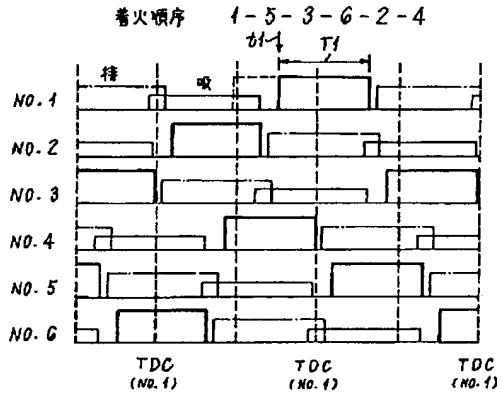 着火順序 1-5-3-6-2-4
t1 T1
排 吸
NO.1
NO.2
NO.3
NO.4
NO.5
NO.6
TDC TDC TDC
(NO.1) (NO.1) (NO.1)